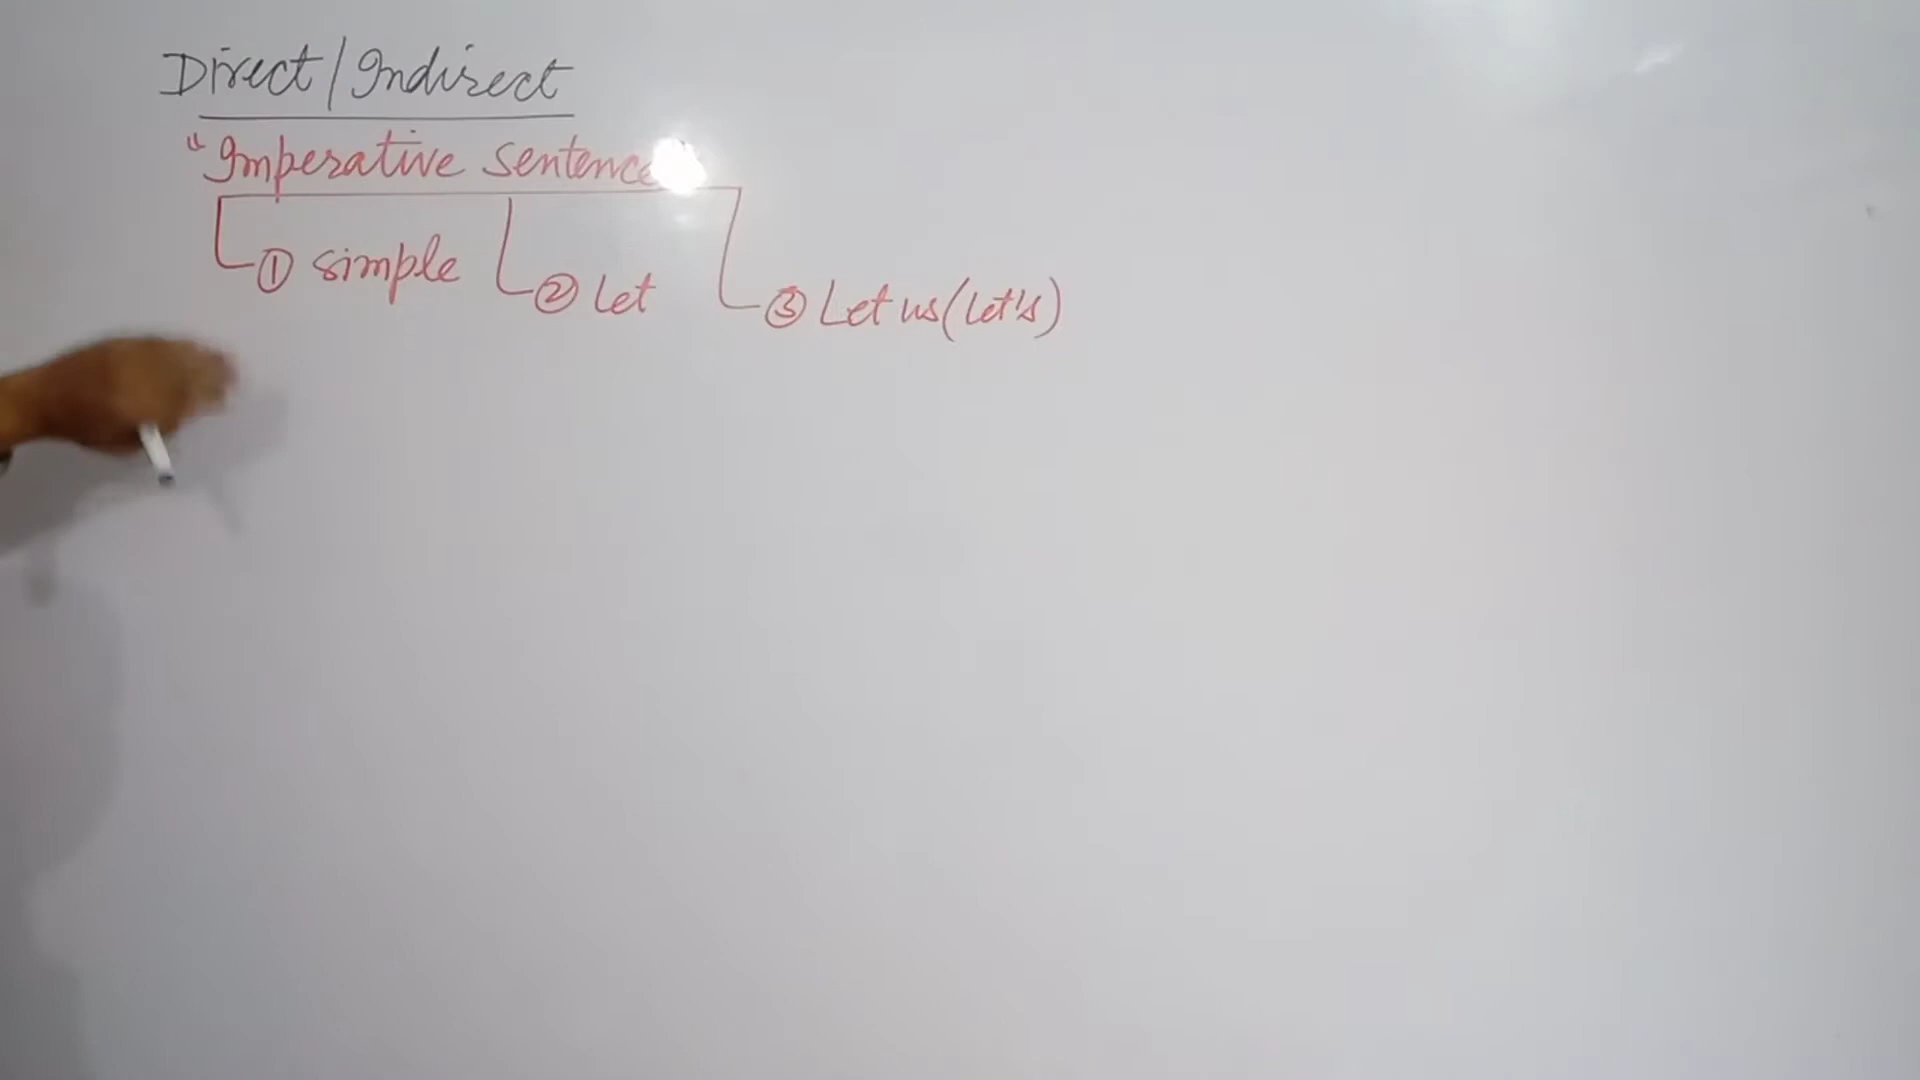 Direct/Indirect
"Imperative Sentence"
① simple ② Let ③ Let us (Let's)